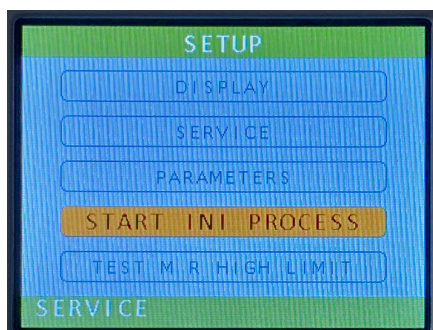 SETUP
DISPLAY
SERVICE
PARAMETERS
START INI PROCESS
TEST M.R HIGH LIMIT
SERVICE